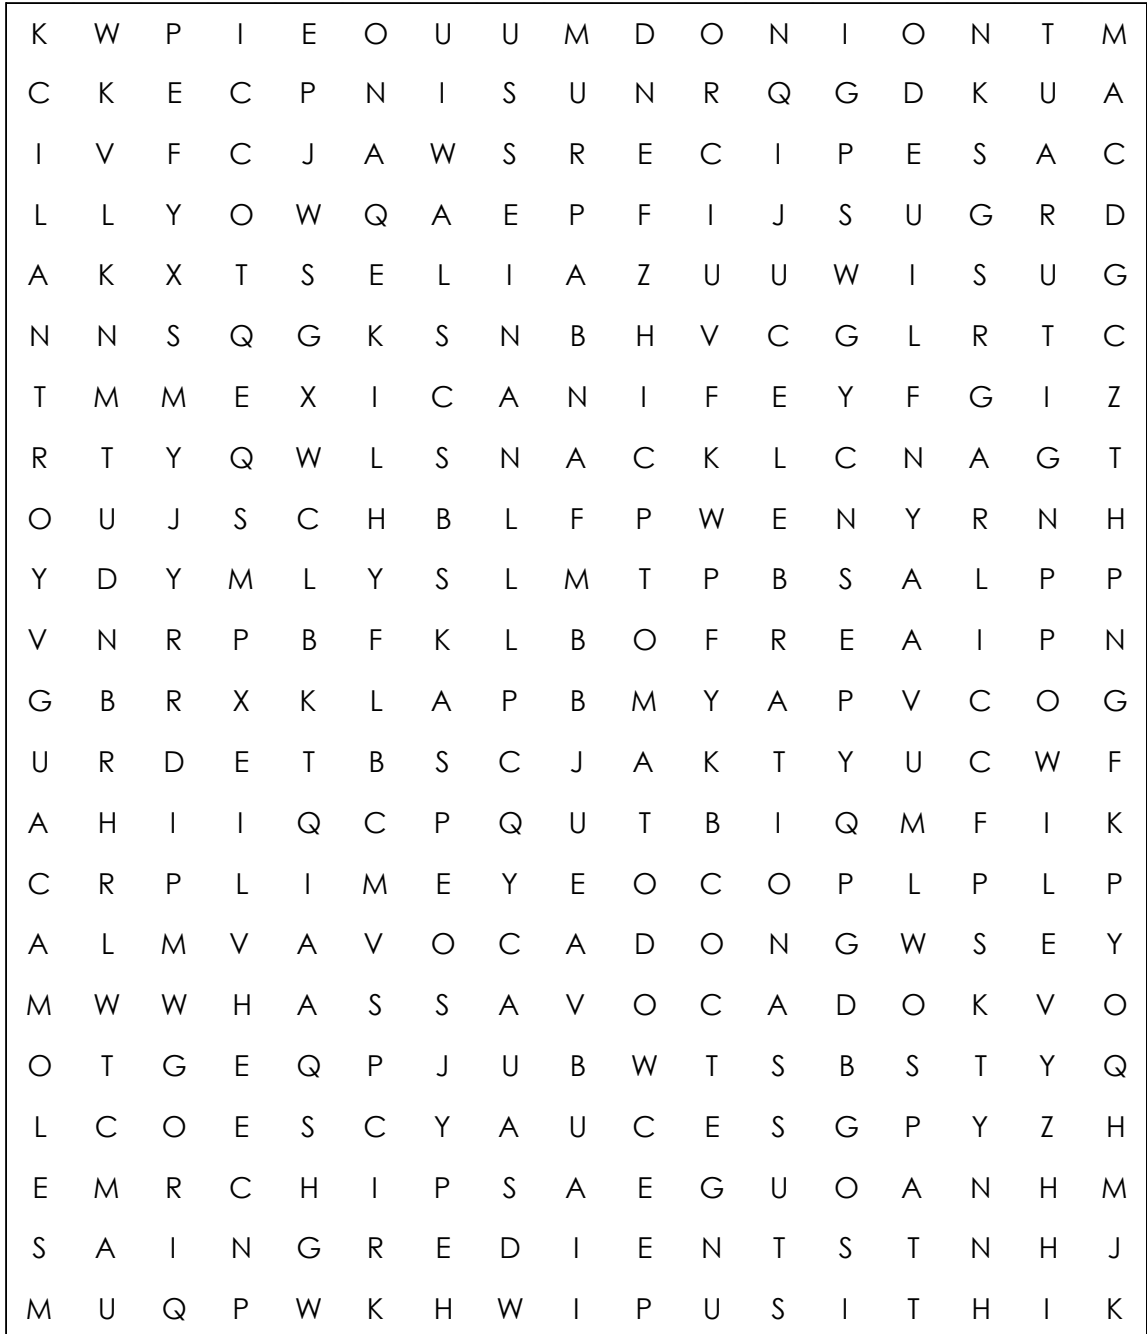 K W P I E O U U M D O N I O N T M
C K E C P N I S U N R Q G D K U A
I V F C J A W S R E C I P E S A C
L L Y O W Q A E P F I J S U G R D
A K X T S E L I A Z U U W I S U G
N N S Q G K S N B H V C G L R T C
T M M E X I C A N I F E Y F G I Z
R T Y Q W L S N A C K L C N A G T
O U J S C H B L F P W E N Y R N H
Y D Y M L Y S L M T P B S A L P P
V N R P B F K L B O F R E A I P N
G B R X K L A P B M Y A P V C O G
U R D E T B S C J A K T Y U C W F
A H I I Q C P Q U T B I Q M F I K
C R P L I M E Y E O C O P L P L P
A L M V A V O C A D O N G W S E Y
M W W H A S S A V O C A D O K V O
O T G E Q P J U B W T S B S T Y Q
L C O E S C Y A U C E S G P Y Z H
E M R C H I P S A E G U O A N H M
S A I N G R E D I E N T S T N H J
M U Q P W K H W I P U S I T H I K